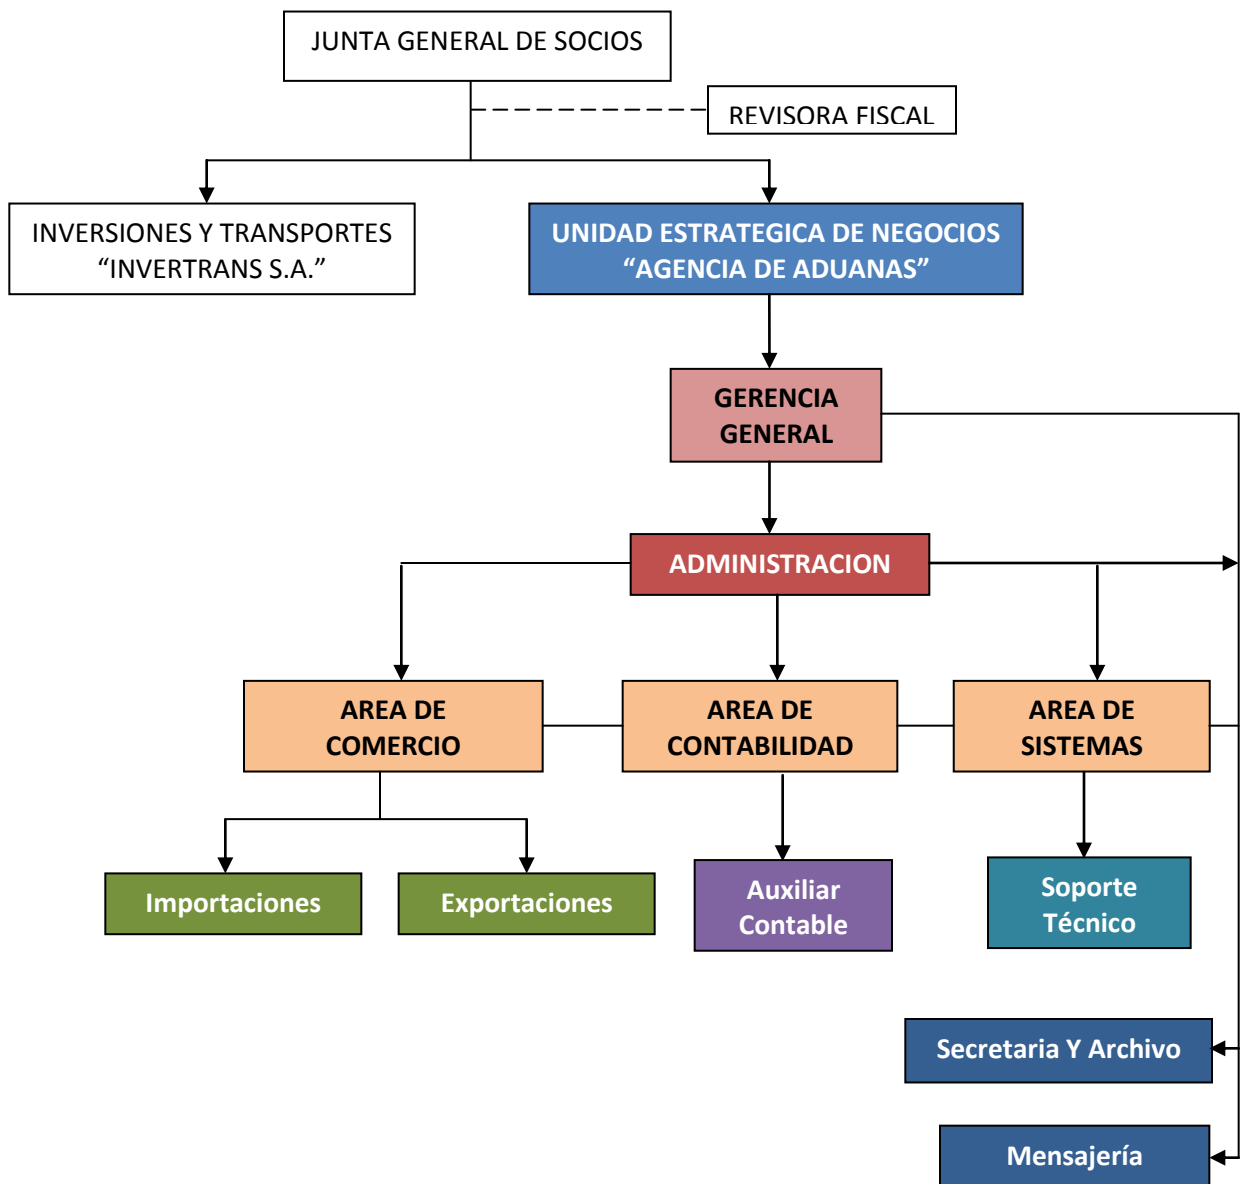 JUNTA GENERAL DE SOCIOS
REVISORA FISCAL
INVERSIONES Y TRANSPORTES
“INVERTRANS S.A.”
UNIDAD ESTRATEGICA DE NEGOCIOS
“AGENCIA DE ADUANAS”
GERENCIA
GENERAL
ADMINISTRACION
AREA DE
COMERCIO
AREA DE
CONTABILIDAD
AREA DE
SISTEMAS
Importaciones
Exportaciones
Auxiliar
Contable
Soporte
Técnico
Secretaria Y Archivo
Mensajería